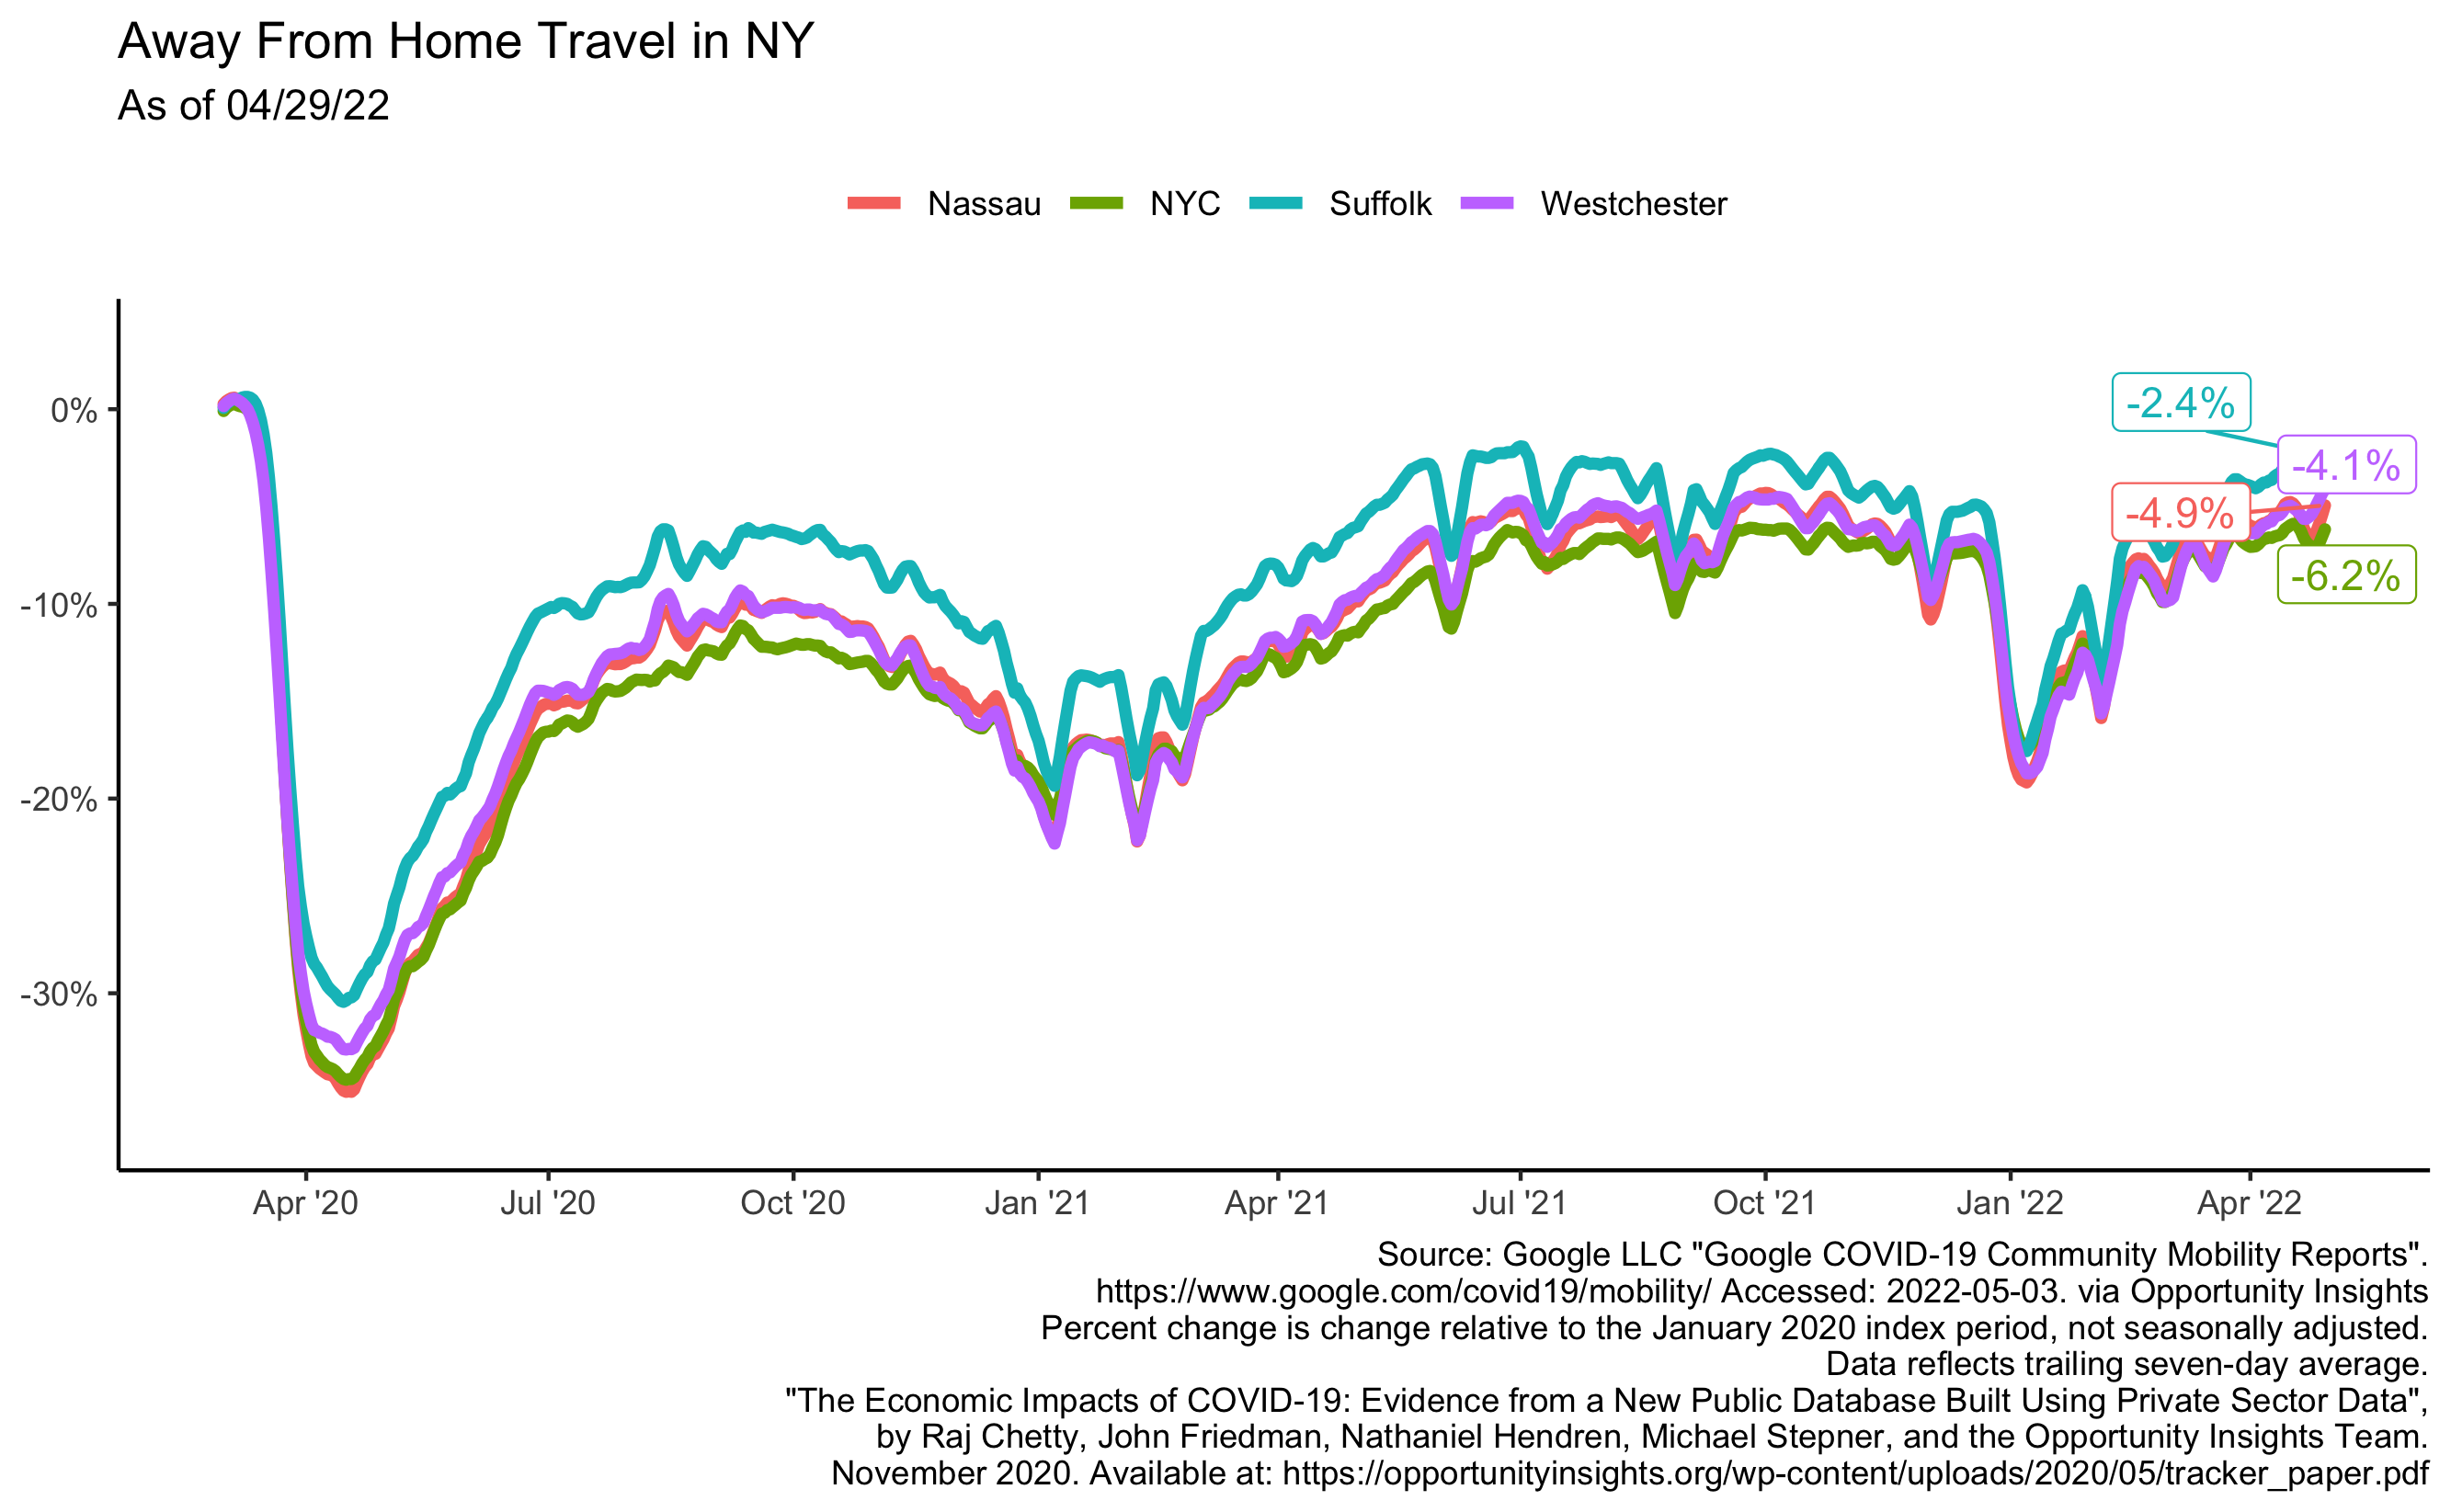 Away From Home Travel in NY
As of 04/29/22
Nassau NYC Suffolk Westchester
0%
-10%
-20%
-30%
-2.4%
-4.1%
-4.9%
-6.2%
Apr '20 Jul '20 Oct '20 Jan '21 Apr '21 Jul '21 Oct '21 Jan '22 Apr '22
Source: Google LLC "Google COVID-19 Community Mobility Reports".
https://www.google.com/covid19/mobility/ Accessed: 2022-05-03. via Opportunity Insights
Percent change is change relative to the January 2020 index period, not seasonally adjusted.
Data reflects trailing seven-day average.
"The Economic Impacts of COVID-19: Evidence from a New Public Database Built Using Private Sector Data",
by Raj Chetty, John Friedman, Nathaniel Hendren, Michael Stepner, and the Opportunity Insights Team.
November 2020. Available at: https://opportunityinsights.org/wp-content/uploads/2020/05/tracker_paper.pdf